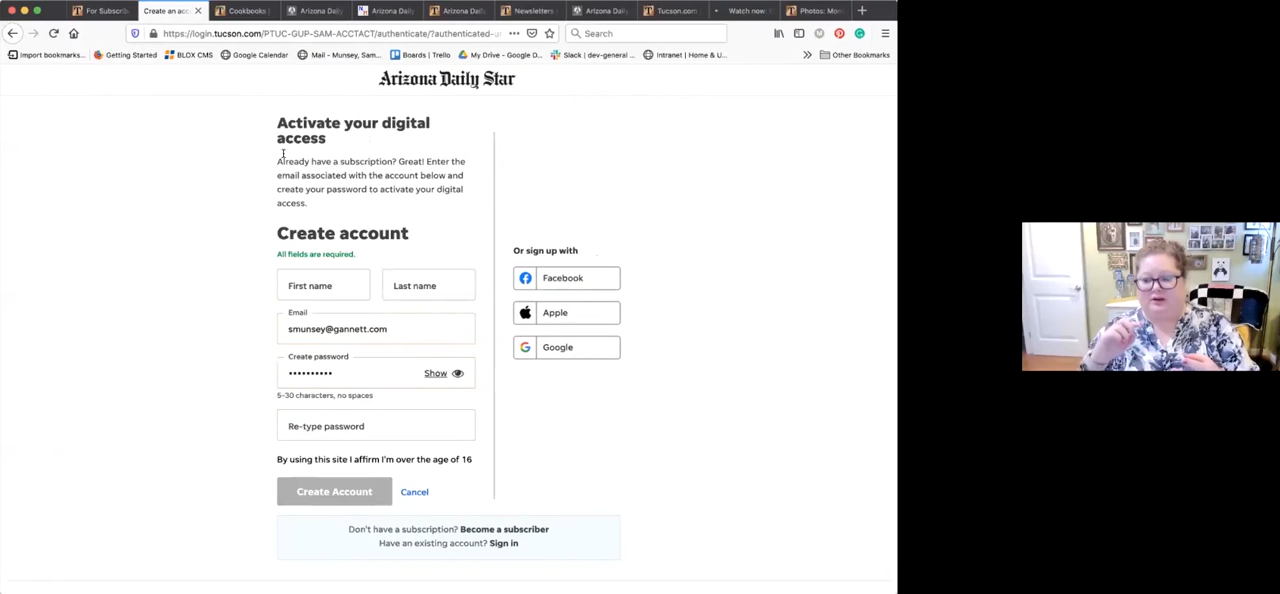 For Subscrib
Create an acc
Cookbooks |
Arizona Daily
Arizona Daily
Arizona Daily
Newsletters
Arizona Daily
Tucson.com
Watch now:
Photos: Mon
https://login.tucson.com/PTUC-GUP-SAM-ACCTACT/authenticate/?authenticated-u
Search
Import bookmarks...
Getting Started
BLOX CMS
Google Calendar
Mail - Munsey, Sam...
Boards | Trello
My Drive - Google D...
Slack | dev-general ...
Intranet | Home & U...
Other Bookmarks
Arizona Daily Star
Activate your digital
access
Already have a subscription? Great! Enter the
email associated with the account below and
create your password to activate your digital
access.
Create account
All fields are required.
First name
Last name
Email
smunsey@gannett.com
Create password
Show
5-30 characters, no spaces
Re-type password
By using this site I affirm I'm over the age of 16
Create Account
Cancel
Or sign up with
Facebook
Apple
Google
Don't have a subscription? Become a subscriber
Have an existing account? Sign in